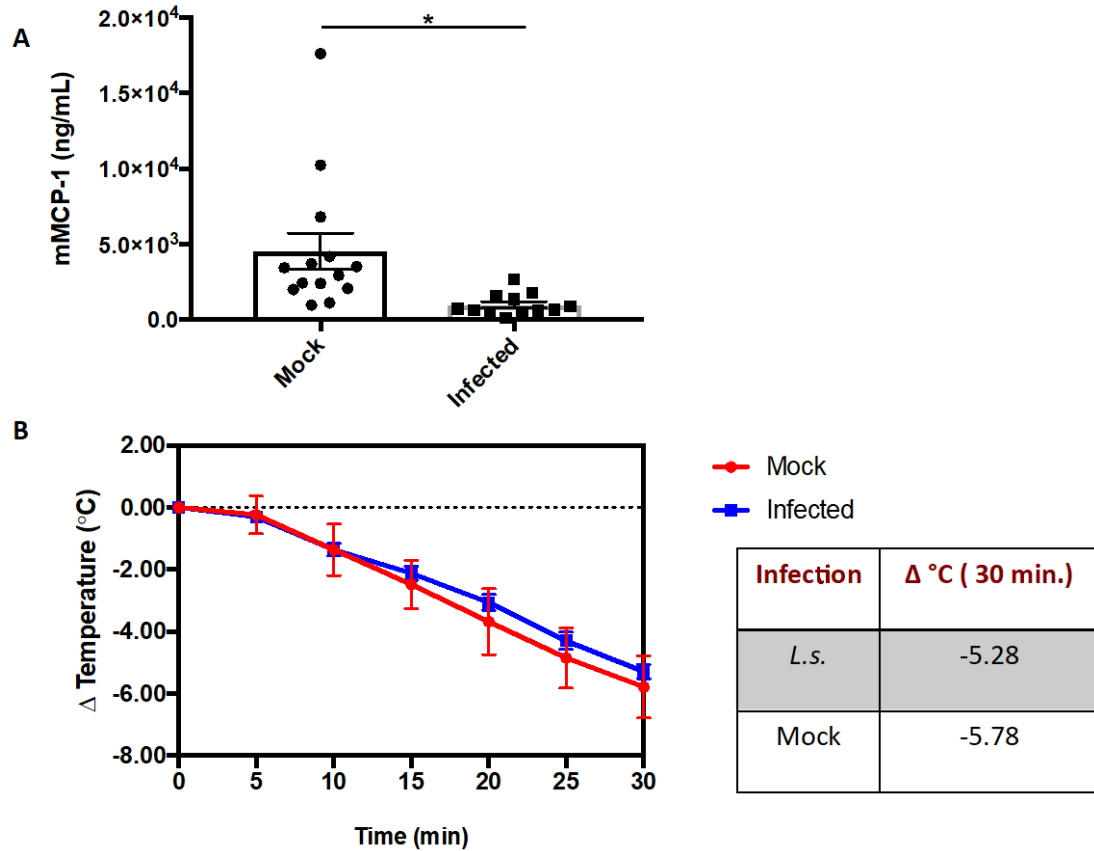 A
mMCP-1 (ng/mL)
2.0×10⁴
1.5×10⁴
1.0×10⁴
5.0×10³
0.0
*
Mock
Infected
B
Δ Temperature (°C)
2.00
0.00
-2.00
-4.00
-6.00
-8.00
0 5 10 15 20 25 30
Time (min)
Mock
Infected
Infection Δ °C ( 30 min.)
L.s. -5.28
Mock -5.78